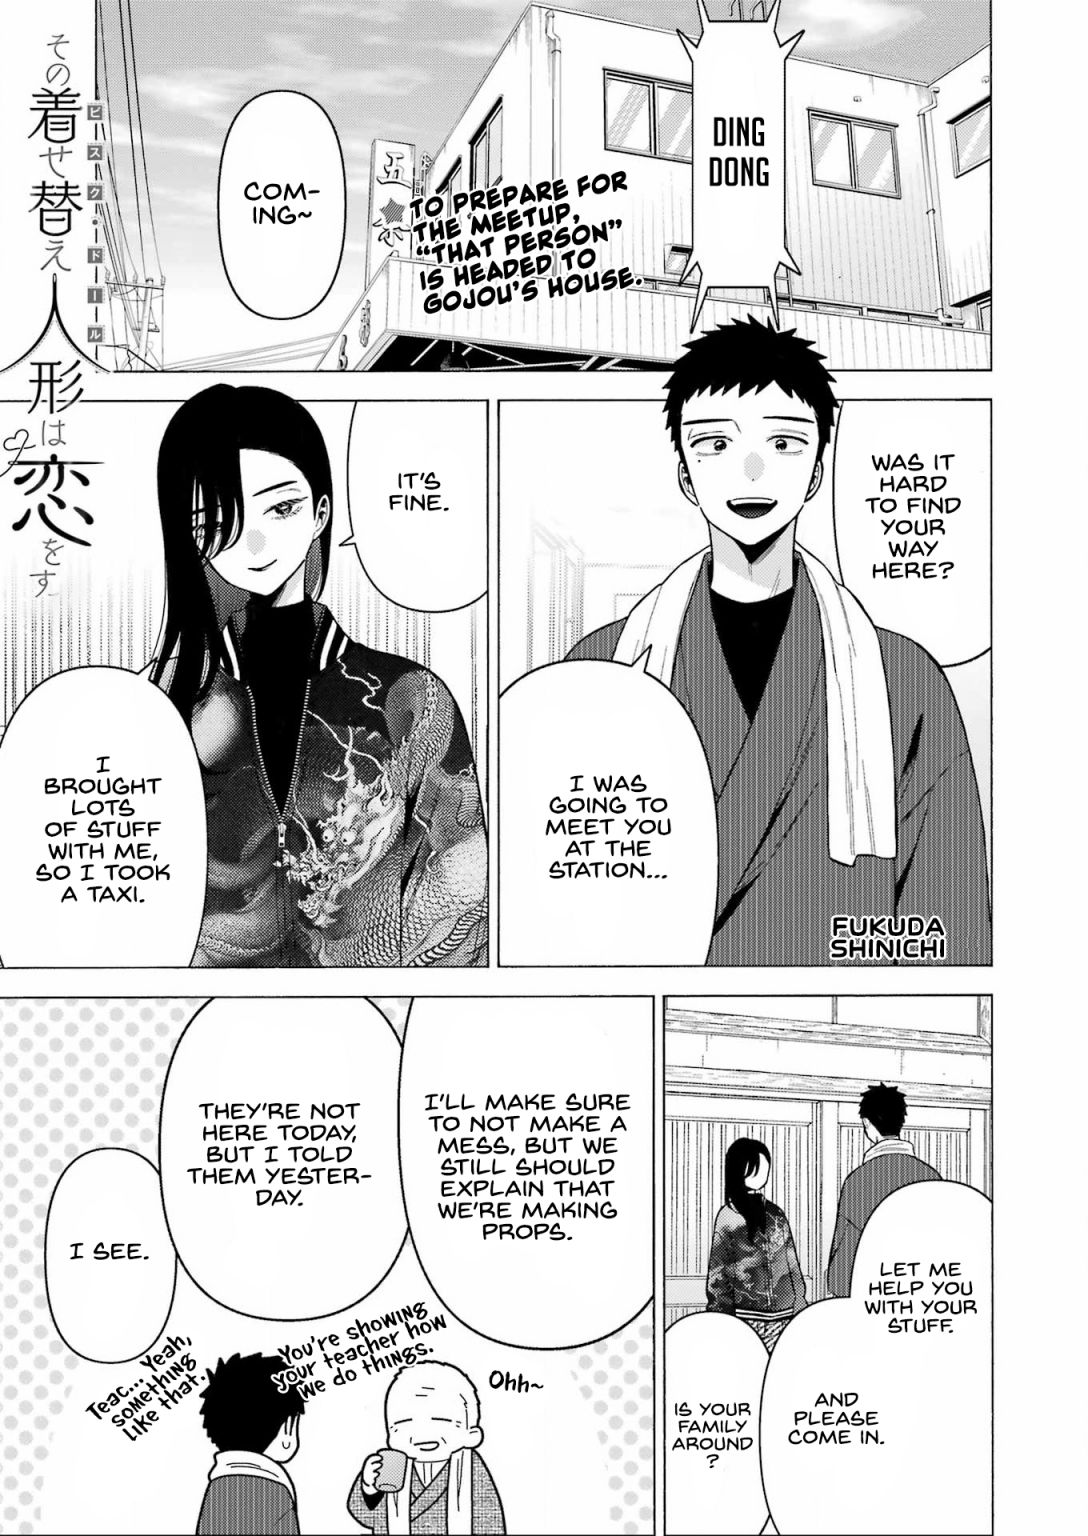 DING
DONG
COM-
ING~
TO PREPARE FOR
THE MEETUP,
"THAT PERSON"
IS HEADED TO
GOJOU'S HOUSE.
五
その着せ替え人形は恋をす
ビスク・ドール
WAS IT
HARD
TO FIND
YOUR
WAY
HERE?
I WAS
GOING TO
MEET YOU
AT THE
STATION...
FUKUDA
SHINICHI
IT'S
FINE.
I
BROUGHT
LOTS
OF STUFF
WITH ME,
SO I TOOK
A TAXI.
LET ME
HELP YOU
WITH YOUR
STUFF.
AND
PLEASE
COME IN.
IS YOUR
FAMILY
AROUND
?
I'LL MAKE SURE
TO NOT MAKE A
MESS, BUT WE
STILL SHOULD
EXPLAIN THAT
WE'RE MAKING
PROPS.
THEY'RE NOT
HERE TODAY,
BUT I TOLD
THEM YESTER-
DAY.
I SEE.
Ohh~
You're showing
your teacher how
we do things.
Teac... Yeah,
something
like that.